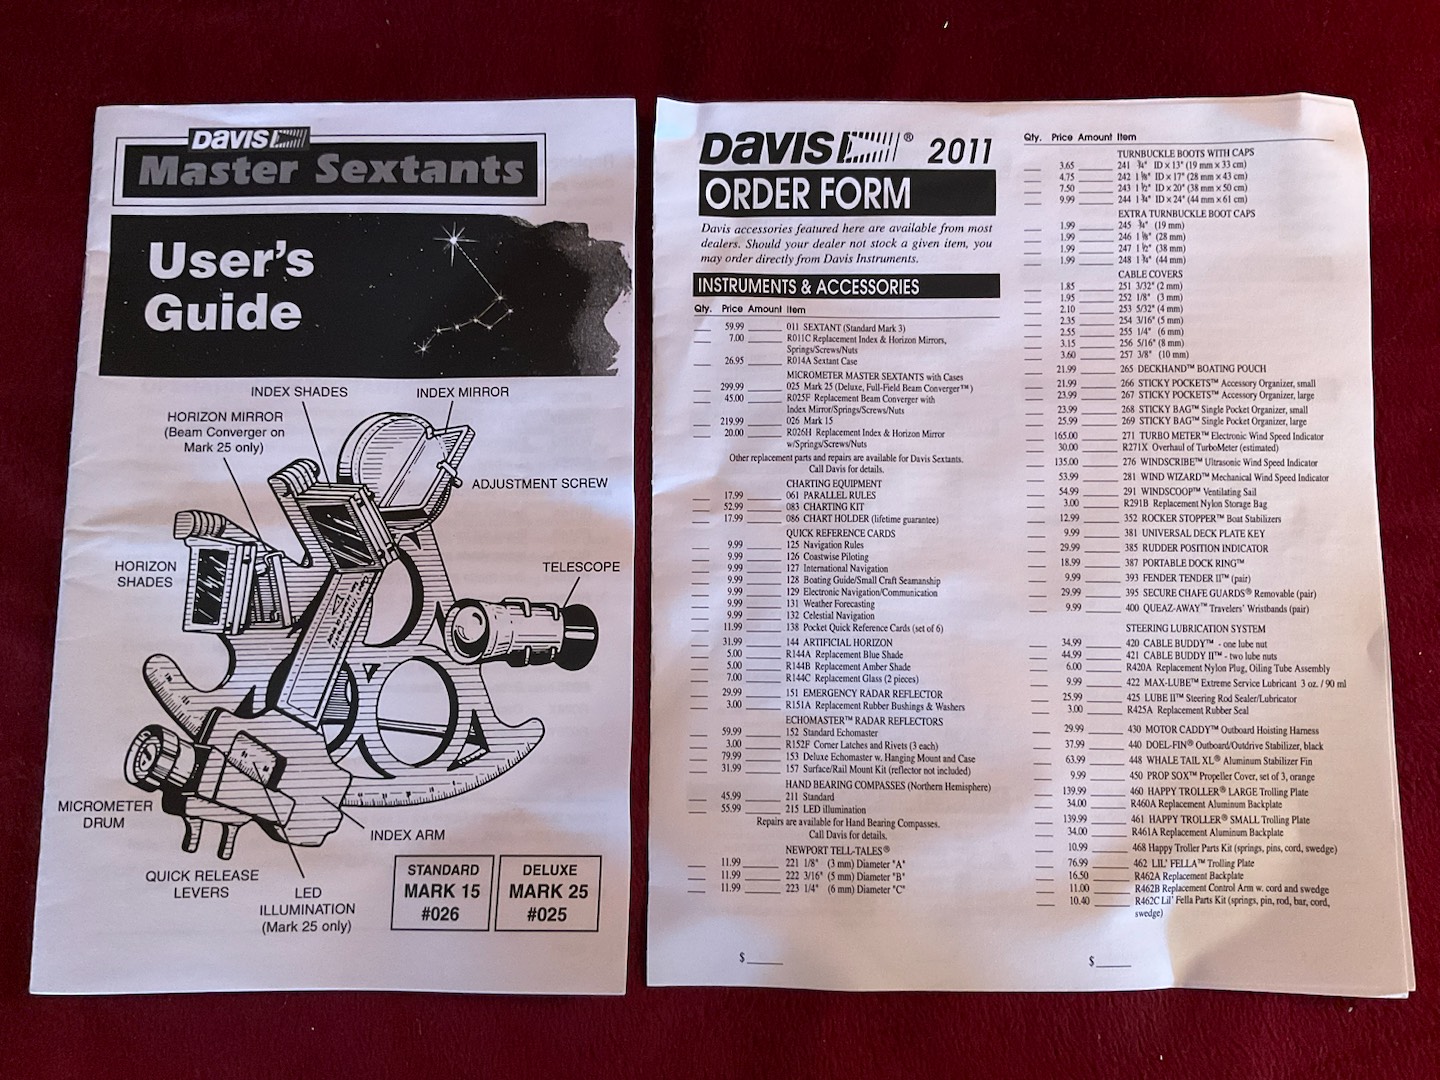 DAVIS
Master Sextants
User's
Guide
INDEX SHADES
INDEX MIRROR
HORIZON MIRROR
(Beam Converger on
Mark 25 only)
ADJUSTMENT SCREW
HORIZON
SHADES
TELESCOPE
MICROMETER
DRUM
INDEX ARM
QUICK RELEASE
LEVERS
LED
ILLUMINATION
(Mark 25 only)
STANDARD
MARK 15
#026
DELUXE
MARK 25
#025
DAVIS ® 2011
ORDER FORM
Davis accessories featured here are available from most
dealers. Should your dealer not stock a given item, you
may order directly from Davis Instruments.
INSTRUMENTS & ACCESSORIES
Qty. Price Amount Item
59.99 011 SEXTANT (Standard Mark 3)
7.00 R011C Replacement Index & Horizon Mirrors,
Springs/Screws/Nuts
26.95 R014A Sextant Case
MICROMETER MASTER SEXTANTS with Cases
299.99 025 Mark 25 (Deluxe, Full-Field Beam Converger™)
45.00 R025F Replacement Beam Converger with
Index Mirror/Springs/Screws/Nuts
219.99 026 Mark 15
20.00 R026H Replacement Index & Horizon Mirror
w/Springs/Screws/Nuts
Other replacement parts and repairs are available for Davis Sextants.
Call Davis for details.
CHARTING EQUIPMENT
17.99 061 PARALLEL RULES
52.99 083 CHARTING KIT
17.99 086 CHART HOLDER (lifetime guarantee)
QUICK REFERENCE CARDS
9.99 125 Navigation Rules
9.99 126 Coastwise Piloting
9.99 127 International Navigation
9.99 128 Boating Guide/Small Craft Seamanship
9.99 129 Electronic Navigation/Communication
9.99 131 Weather Forecasting
9.99 132 Celestial Navigation
11.99 138 Pocket Quick Reference Cards (set of 6)
31.99 144 ARTIFICIAL HORIZON
5.00 R144A Replacement Blue Shade
5.00 R144B Replacement Amber Shade
7.00 R144C Replacement Glass (2 pieces)
29.99 151 EMERGENCY RADAR REFLECTOR
3.00 R151A Replacement Rubber Bushings & Washers
ECHOMASTER™ RADAR REFLECTORS
59.99 152 Standard Echomaster
3.00 R152F Corner Latches and Rivets (3 each)
79.99 153 Deluxe Echomaster w. Hanging Mount and Case
31.99 157 Surface/Rail Mount Kit (reflector not included)
HAND BEARING COMPASSES (Northern Hemisphere)
45.99 211 Standard
55.99 215 LED illumination
Repairs are available for Hand Bearing Compasses.
Call Davis for details.
NEWPORT TELL-TALES®
11.99 221 1/8" (3 mm) Diameter "A"
11.99 222 3/16" (5 mm) Diameter "B"
11.99 223 1/4" (6 mm) Diameter "C"
$
Qty. Price Amount Item
TURNBUCKLE BOOTS WITH CAPS
3.65 241 ¾" ID x 13" (19 mm x 33 cm)
4.75 242 1 ⅛" ID x 17" (28 mm x 43 cm)
7.50 243 1 ½" ID x 20" (38 mm x 50 cm)
9.99 244 1 ¾" ID x 24" (44 mm x 61 cm)
EXTRA TURNBUCKLE BOOT CAPS
1.99 245 ¾" (19 mm)
1.99 246 1 ⅛" (28 mm)
1.99 247 1 ½" (38 mm)
1.99 248 1 ¾" (44 mm)
CABLE COVERS
1.85 251 3/32" (2 mm)
1.95 252 1/8" (3 mm)
2.10 253 5/32" (4 mm)
2.35 254 3/16" (5 mm)
2.55 255 1/4" (6 mm)
3.15 256 5/16" (8 mm)
3.60 257 3/8" (10 mm)
21.99 265 DECKHAND™ BOATING POUCH
21.99 266 STICKY POCKETS™ Accessory Organizer, small
23.99 267 STICKY POCKETS™ Accessory Organizer, large
23.99 268 STICKY BAG™ Single Pocket Organizer, small
25.99 269 STICKY BAG™ Single Pocket Organizer, large
165.00 271 TURBO METER™ Electronic Wind Speed Indicator
30.00 R271X Overhaul of TurboMeter (estimated)
135.00 276 WINDSCRIBE™ Ultrasonic Wind Speed Indicator
53.99 281 WIND WIZARD™ Mechanical Wind Speed Indicator
54.99 291 WINDSCOOP™ Ventilating Sail
3.00 R291B Replacement Nylon Storage Bag
12.99 352 ROCKER STOPPER™ Boat Stabilizers
9.99 381 UNIVERSAL DECK PLATE KEY
29.99 385 RUDDER POSITION INDICATOR
18.99 387 PORTABLE DOCK RING™
9.99 393 FENDER TENDER II™ (pair)
29.99 395 SECURE CHAFE GUARDS® Removable (pair)
9.99 400 QUEAZ-AWAY™ Travelers' Wristbands (pair)
STEERING LUBRICATION SYSTEM
34.99 420 CABLE BUDDY™ - one lube nut
44.99 421 CABLE BUDDY II™ - two lube nuts
6.00 R420A Replacement Nylon Plug, Oiling Tube Assembly
9.99 422 MAX-LUBE™ Extreme Service Lubricant 3 oz. / 90 ml
25.99 425 LUBE II™ Steering Rod Sealer/Lubricator
3.00 R425A Replacement Rubber Seal
29.99 430 MOTOR CADDY™ Outboard Hoisting Harness
37.99 440 DOEL-FIN® Outboard/Outdrive Stabilizer, black
63.99 448 WHALE TAIL XL® Aluminum Stabilizer Fin
9.99 450 PROP SOX™ Propeller Cover, set of 3, orange
139.99 460 HAPPY TROLLER® LARGE Trolling Plate
34.00 R460A Replacement Aluminum Backplate
139.99 461 HAPPY TROLLER® SMALL Trolling Plate
34.00 R461A Replacement Aluminum Backplate
10.99 468 Happy Troller Parts Kit (springs, pins, cord, swedge)
76.99 462 LIL' FELLA™ Trolling Plate
16.50 R462A Replacement Backplate
11.00 R462B Replacement Control Arm w. cord and swedge
10.40 R462C Lil' Fella Parts Kit (springs, pin, rod, bar, cord,
swedge)
$